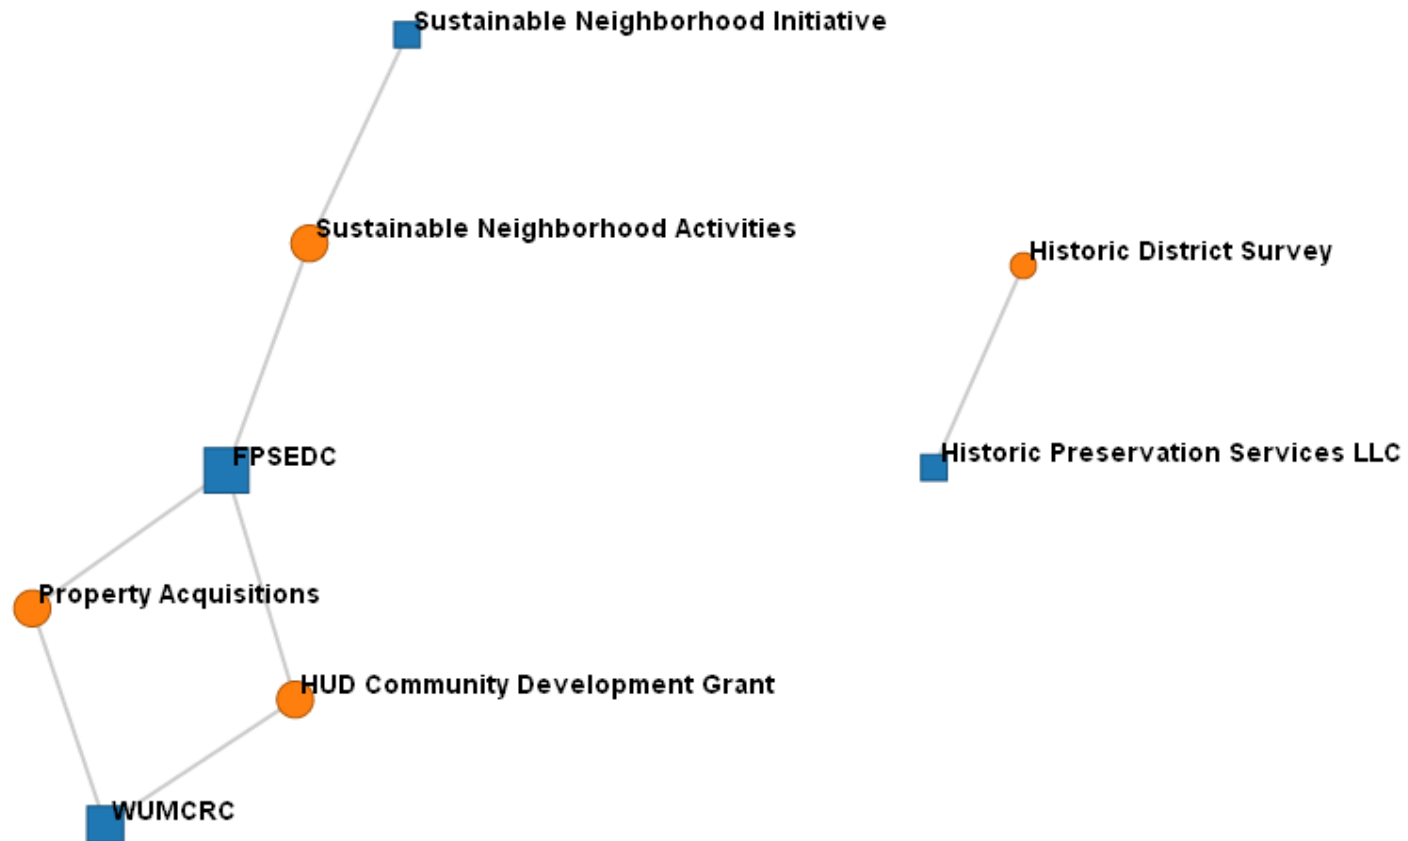 Sustainable Neighborhood Initiative
Sustainable Neighborhood Activities
Historic District Survey
FPSEDC
Historic Preservation Services LLC
Property Acquisitions
HUD Community Development Grant
WUMCRC